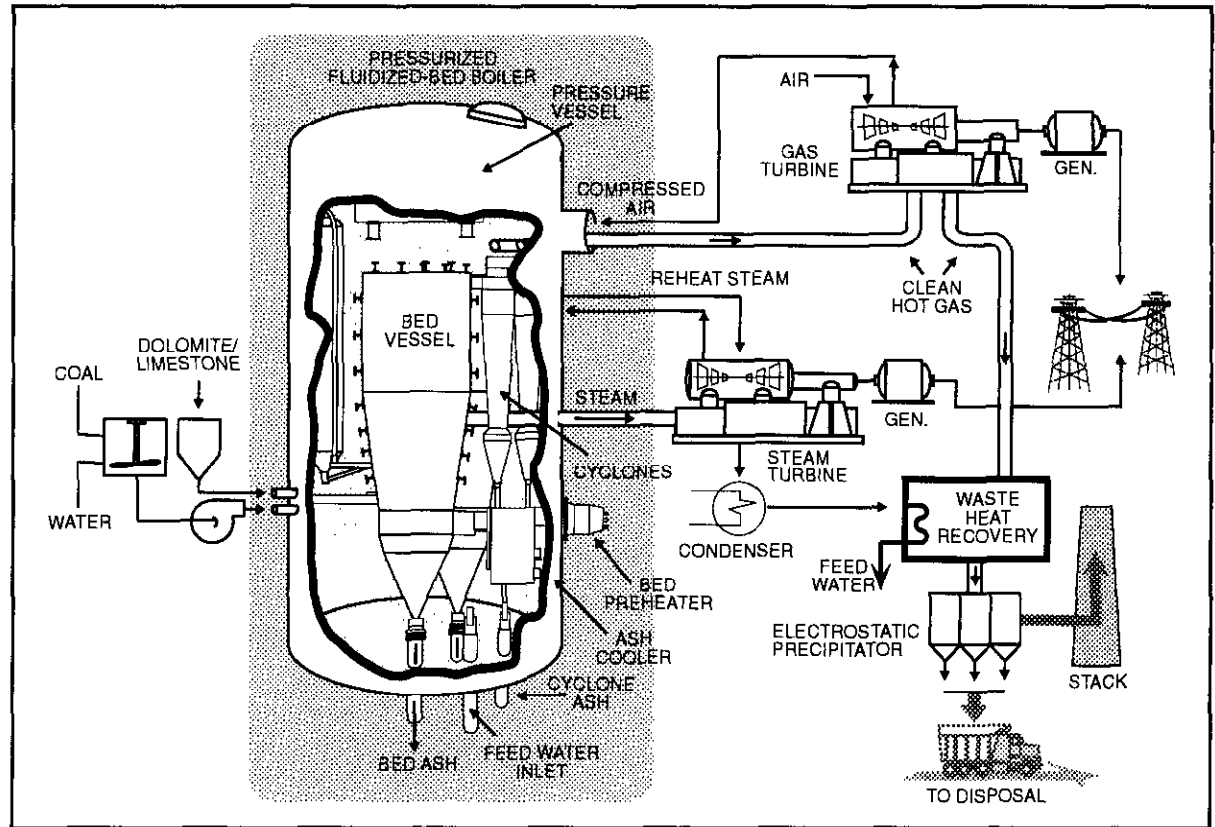 PRESSURIZED
FLUIDIZED-BED BOILER
PRESSURE
VESSEL
AIR
GAS
TURBINE
GEN.
COMPRESSED
AIR
REHEAT STEAM
CLEAN
HOT GAS
BED
VESSEL
DOLOMITE/
LIMESTONE
COAL
WATER
STEAM
GEN.
CYCLONES
STEAM
TURBINE
CONDENSER
WASTE
HEAT
RECOVERY
FEED
WATER
BED
PREHEATER
ASH
COOLER
ELECTROSTATIC
PRECIPITATOR
STACK
CYCLONE
ASH
BED ASH
FEED WATER
INLET
TO DISPOSAL